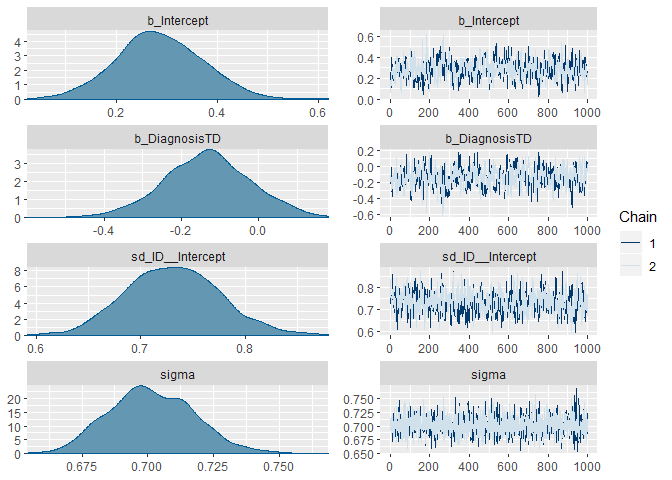 b_Intercept
4
3
2
1
0
0.2 0.4 0.6
b_Intercept
0.6
0.4
0.2
0.0
0 200 400 600 800 1000
b_DiagnosisTD
3
2
1
0
-0.4 -0.2 0.0
b_DiagnosisTD
0.2
0.0
-0.2
-0.4
-0.6
0 200 400 600 800 1000
sd_ID__Intercept
8
6
4
2
0
0.6 0.7 0.8
sd_ID__Intercept
0.8
0.7
0.6
0 200 400 600 800 1000
sigma
20
15
10
5
0
0.675 0.700 0.725 0.750
sigma
0.750
0.725
0.700
0.675
0.650
0 200 400 600 800 1000
Chain
1
2